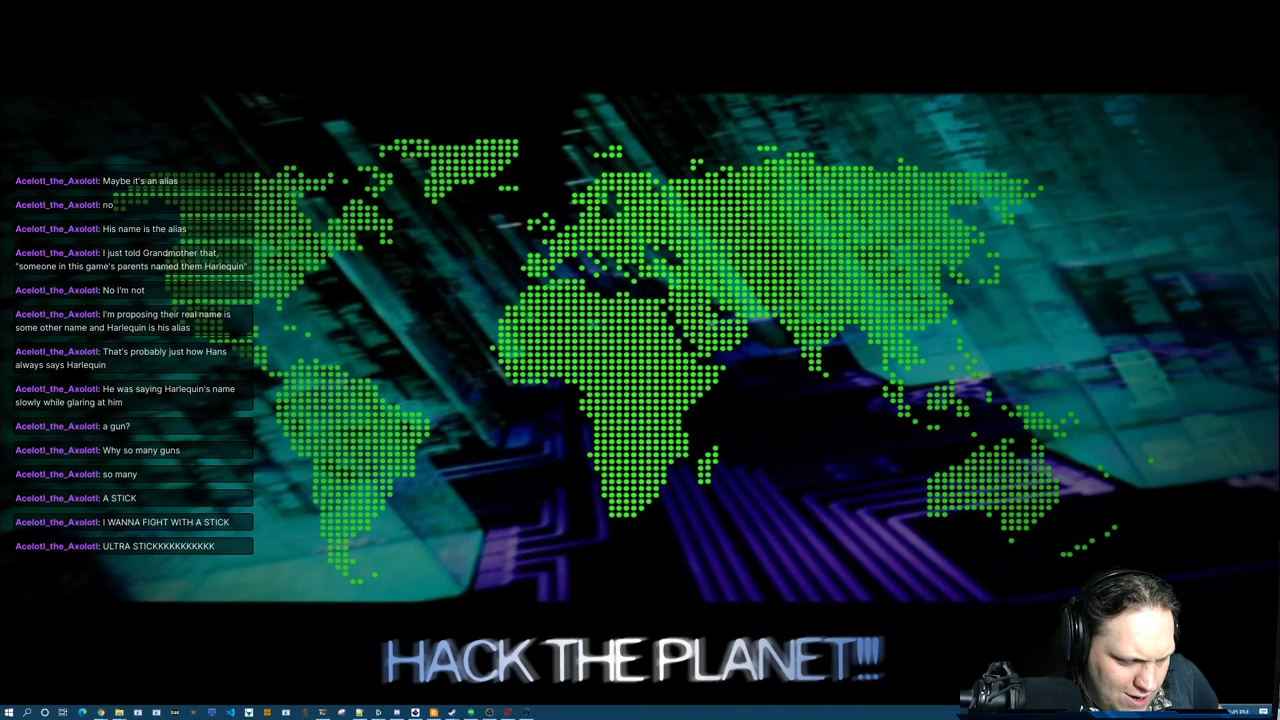 Acelotl_the_Axolotl: Maybe it's an alias
Acelotl_the_Axolotl: no
Acelotl_the_Axolotl: His name is the alias
Acelotl_the_Axolotl: I just told Grandmother that,
"someone in this game's parents named them Harlequin"
Acelotl_the_Axolotl: No I'm not
Acelotl_the_Axolotl: I'm proposing their real name is
some other name and Harlequin is his alias
Acelotl_the_Axolotl: That's probably just how Hans
always says Harlequin
Acelotl_the_Axolotl: He was saying Harlequin's name
slowly while glaring at him
Acelotl_the_Axolotl: a gun?
Acelotl_the_Axolotl: Why so many guns
Acelotl_the_Axolotl: so many
Acelotl_the_Axolotl: A STICK
Acelotl_the_Axolotl: I WANNA FIGHT WITH A STICK
Acelotl_the_Axolotl: ULTRA STICKKKKKKKKKKK
HACK THE PLANET!!!
PM